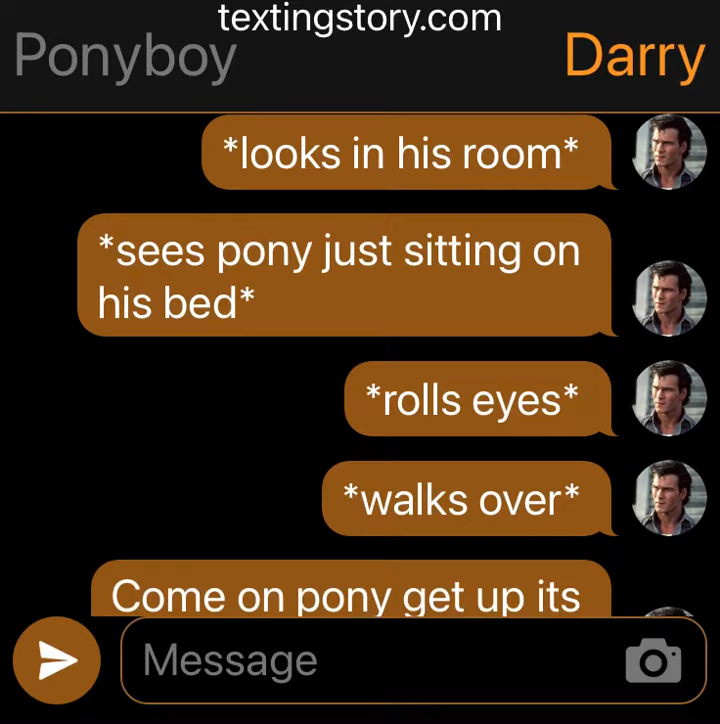 textingstory.com
Ponyboy
Darry
*looks in his room*
*sees pony just sitting on
his bed*
*rolls eyes*
*walks over*
Come on pony get up its
Message